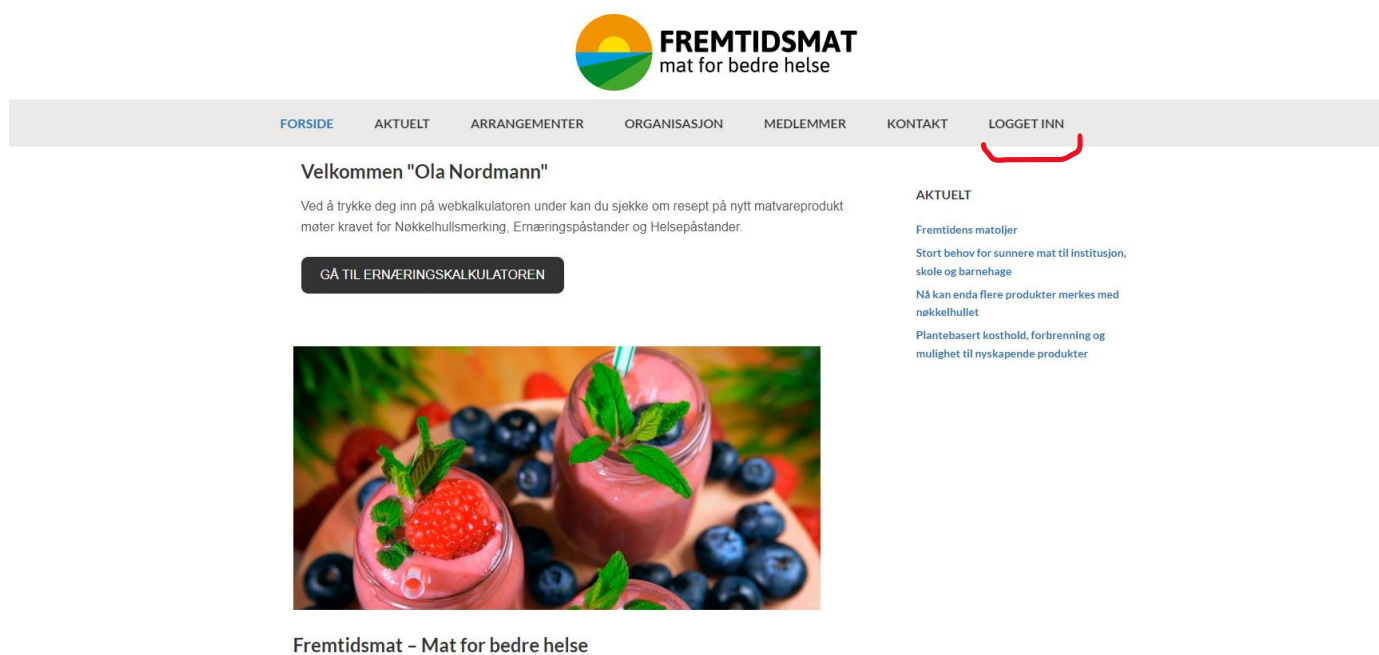 FREMTIDSMAT
mat for bedre helse
FORSIDE AKTUELT ARRANGEMENTER ORGANISASJON MEDLEMMER KONTAKT LOGGET INN
Velkommen "Ola Nordmann"
Ved å trykke deg inn på webkalkulatoren under kan du sjekke om resept på nytt matvareprodukt
møter kravet for Nøkkelhullsmerking, Ernæringspåstander og Helsepåstander.
GÅ TIL ERNÆRINGSKALKULATOREN
AKTUELT
Fremtidens matoljer
Stort behov for sunnere mat til institusjon,
skole og barnehage
Nå kan enda flere produkter merkes med
nøkkelhullet
Plantebasert kosthold, forbrenning og
mulighet til nyskapende produkter
Fremtidsmat – Mat for bedre helse